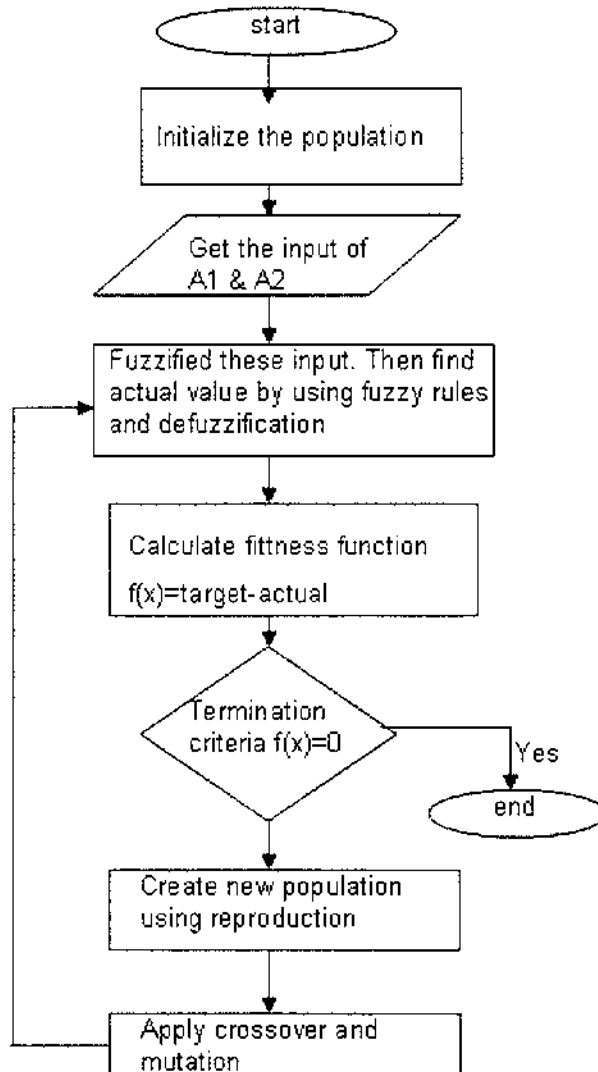 start
Initialize the population
Get the input of
A1 & A2
Fuzzified these input. Then find
actual value by using fuzzy rules
and defuzzification
Calculate fittness function
f(x)=target-actual
Termination
criteria f(x)=0
Yes
end
Create new population
using reproduction
Apply crossover and
mutation